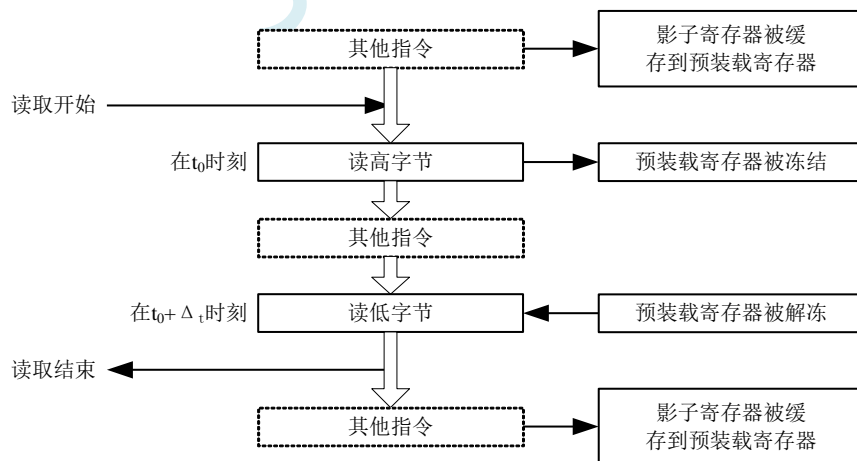 其他指令
影子寄存器被缓
存到预装载寄存器
读取开始
在t₀时刻
读高字节
预装载寄存器被冻结
其他指令
在t₀+Δₜ时刻
读低字节
预装载寄存器被解冻
读取结束
其他指令
影子寄存器被缓
存到预装载寄存器